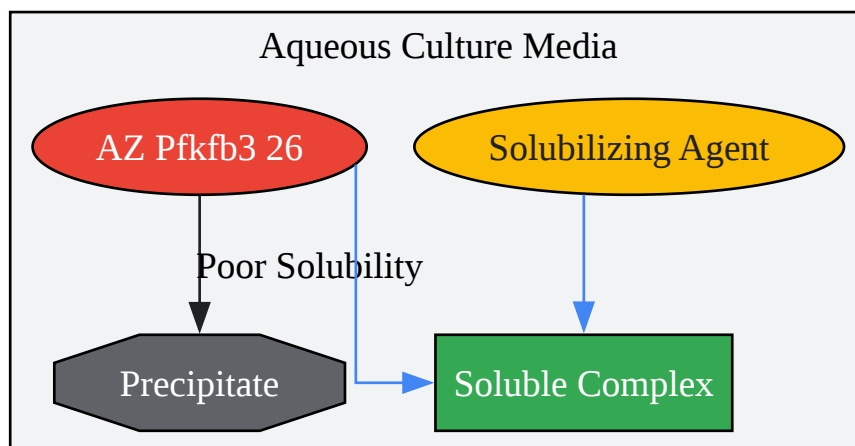 Aqueous Culture Media
AZ Pfkfb3 26
Solubilizing Agent
Poor Solubility
Precipitate
Soluble Complex